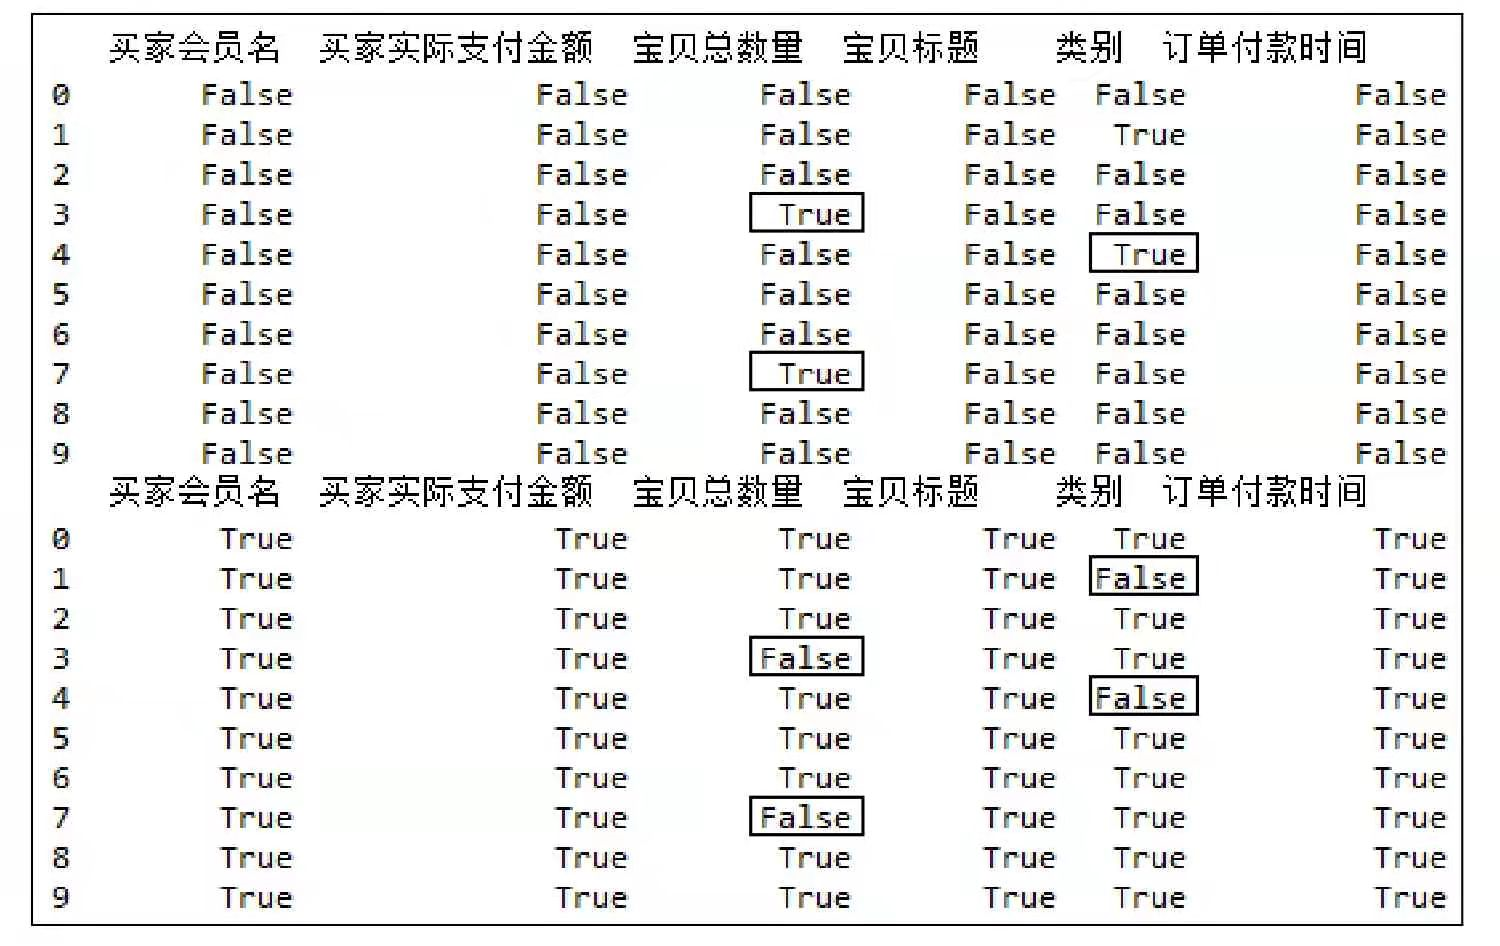 买家会员名 买家实际支付金额 宝贝总数量 宝贝标题 类别 订单付款时间
0 False False False False False False
1 False False False False True False
2 False False False False False False
3 False False True False False False
4 False False False False True False
5 False False False False False False
6 False False False False False False
7 False False True False False False
8 False False False False False False
9 False False False False False False
买家会员名 买家实际支付金额 宝贝总数量 宝贝标题 类别 订单付款时间
0 True True True True True True
1 True True True True False True
2 True True True True True True
3 True True False True True True
4 True True True True False True
5 True True True True True True
6 True True True True True True
7 True True False True True True
8 True True True True True True
9 True True True True True True